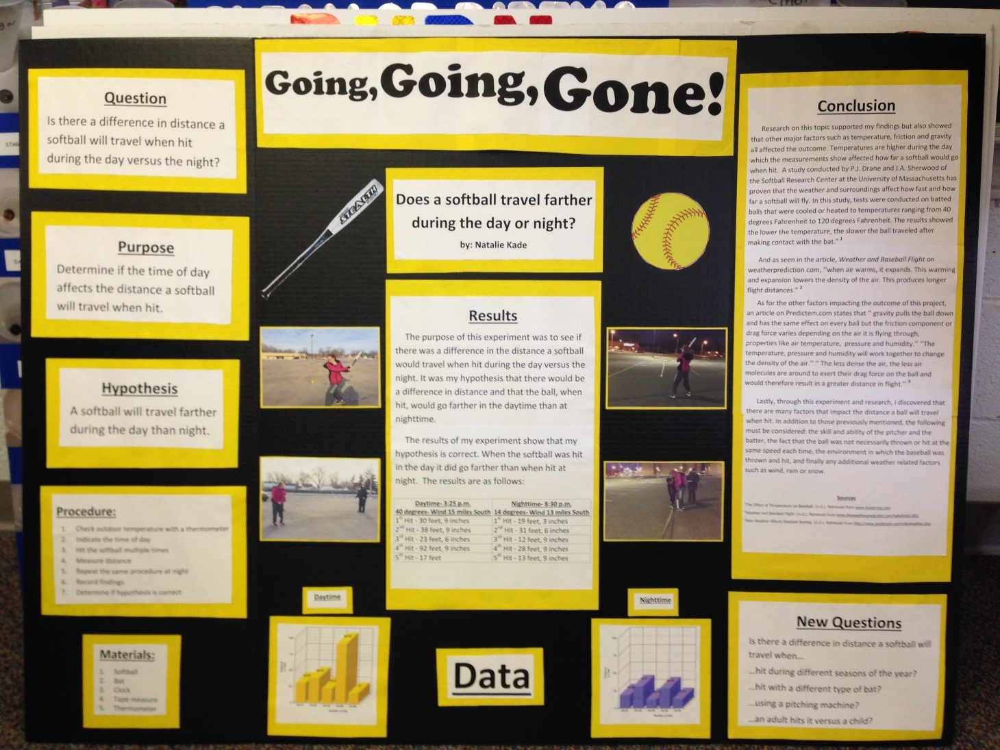 Going, Going, Gone!
Question
Is there a difference in distance a
softball will travel when hit
during the day versus the night?
Purpose
Determine if the time of day
affects the distance a softball
will travel when hit.
Hypothesis
A softball will travel farther
during the day than night.
Procedure:
1. Check outdoor temperature with a thermometer
2. Indicate the time of day
3. Hit the softball multiple times
4. Measure distance
5. Repeat the same procedure at night
6. Record findings
7. Determine if hypothesis is correct
Materials:
1. Softball
2. Bat
3. Clock
4. Tape measure
5. Thermometer
STEALTH
Does a softball travel farther
during the day or night?
by: Natalie Kade
Results
The purpose of this experiment was to see if
there was a difference in the distance a softball
would travel when hit during the day versus the
night. It was my hypothesis that there would be
a difference in distance and that the ball, when
hit, would go farther in the daytime than at
nighttime.
The results of my experiment show that my
hypothesis is correct. When the softball was hit
in the day it did go farther than when hit at
night. The results are as follows:
Daytime- 3:25 p.m. Nighttime- 8:30 p.m.
40 degrees- Wind 15 miles South 14 degrees- Wind 13 miles South
1st Hit - 30 feet, 9 inches 1st Hit - 19 feet, 3 inches
2nd Hit - 38 feet, 9 inches 2nd Hit - 31 feet, 6 inches
3rd Hit - 23 feet, 6 inches 3rd Hit - 12 feet, 9 inches
4th Hit - 92 feet, 9 inches 4th Hit - 28 feet, 9 inches
5th Hit - 17 feet 5th Hit - 13 feet, 9 inches
Daytime
Data
Nighttime
Conclusion
Research on this topic supported my findings but also showed
that other major factors such as temperature, friction and gravity
all affected the outcome. Temperatures are higher during the day
which the measurements show affected how far a softball would go
when hit. A study conducted by P.J. Drane and J.A. Sherwood of
the Softball Research Center at the University of Massachusetts has
proven that the weather and surroundings affect how fast and how
far a softball will fly. In this study, tests were conducted on batted
balls that were cooled or heated to temperatures ranging from 40
degrees Fahrenheit to 120 degrees Fahrenheit. The results showed
the lower the temperature, the slower the ball traveled after
making contact with the bat." 1
And as seen in the article, Weather and Baseball Flight on
weatherprediction.com, "when air warms, it expands. This warming
and expansion lowers the density of the air. This produces longer
flight distances." 2
As for the other factors impacting the outcome of this project,
an article on Predictem.com states that " gravity pulls the ball down
and has the same effect on every ball but the friction component or
drag force varies depending on the air it is flying through,
properties like air temperature, pressure and humidity." "The
temperature, pressure and humidity will work together to change
the density of the air." " The less dense the air, the less air
molecules are around to exert their drag force on the ball and
would therefore result in a greater distance in flight." 3
Lastly, through this experiment and research, I discovered that
there are many factors that impact the distance a ball will travel
when hit. In addition to those previously mentioned, the following
must be considered: the skill and ability of the pitcher and the
batter, the fact that the ball was not necessarily thrown or hit at the
same speed each time, the environment in which the baseball was
thrown and hit, and finally any additional weather related factors
such as wind, rain or snow.
Sources
New Questions
Is there a difference in distance a softball will
travel when...
...hit during different seasons of the year?
...hit with a different type of bat?
...using a pitching machine?
...an adult hits it versus a child?